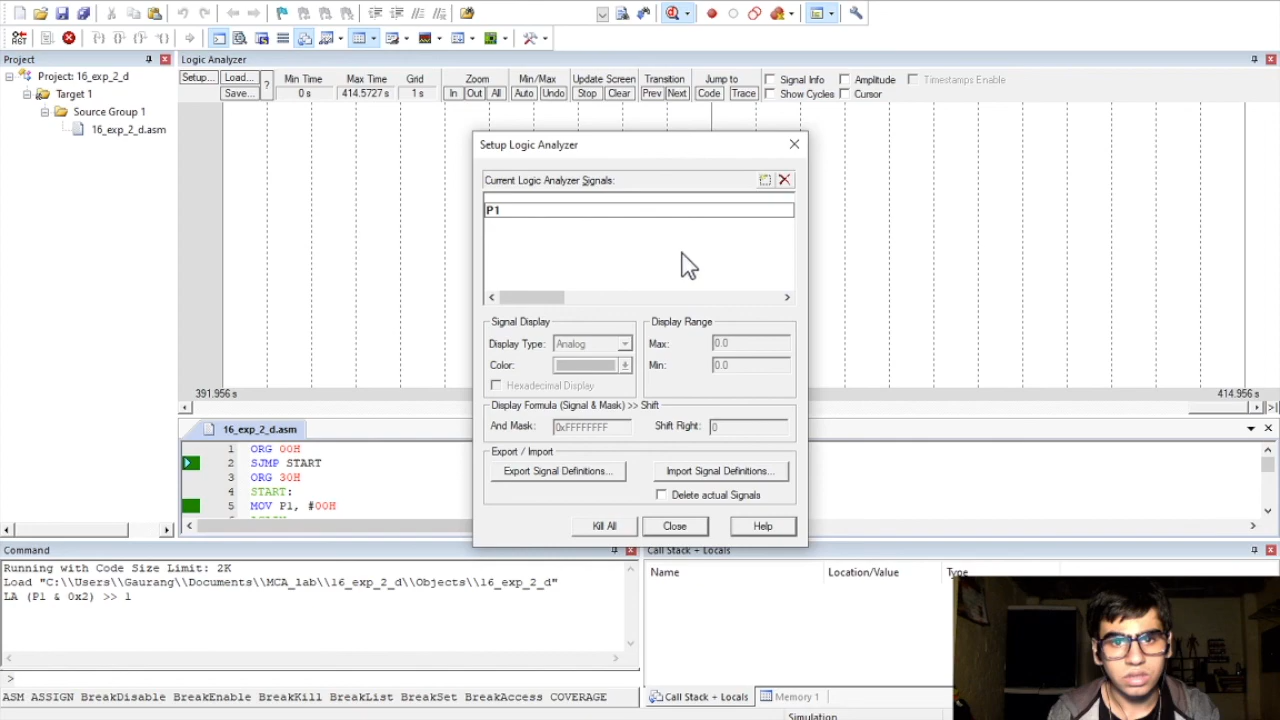 Project
Project: 16_exp_2_d
Target 1
Source Group 1
16_exp_2_d.asm
Logic Analyzer
Setup... Load... Save... ? Min Time 0 s Max Time 414.5727 s Grid 1 s Zoom In Out All Min/Max Auto Undo Update Screen Stop Clear Transition Prev Next Jump to Code Trace Signal Info Show Cycles Amplitude Cursor Timestamps Enable
Setup Logic Analyzer
Current Logic Analyzer Signals:
P1
Signal Display
Display Type: Analog
Color:
Hexadecimal Display
Display Range
Max: 0.0
Min: 0.0
Display Formula (Signal & Mask) >> Shift
And Mask: 0xFFFFFFFF Shift Right: 0
Export / Import
Export Signal Definitions... Import Signal Definitions...
Delete actual Signals
Kill All Close Help
391.956 s 414.956 s
16_exp_2_d.asm
1 ORG 00H
2 SJMP START
3 ORG 30H
4 START:
5 MOV P1, #00H
Command
Running with Code Size Limit: 2K
Load "C:\\Users\\Gaurang\\Documents\\MCA_lab\\16_exp_2_d\\Objects\\16_exp_2_d"
LA (P1 & 0x2) >> 1
>
ASM ASSIGN BreakDisable BreakEnable BreakKill BreakList BreakSet BreakAccess COVERAGE
Call Stack + Locals
Name Location/Value Type
Call Stack + Locals Memory 1
Simulation